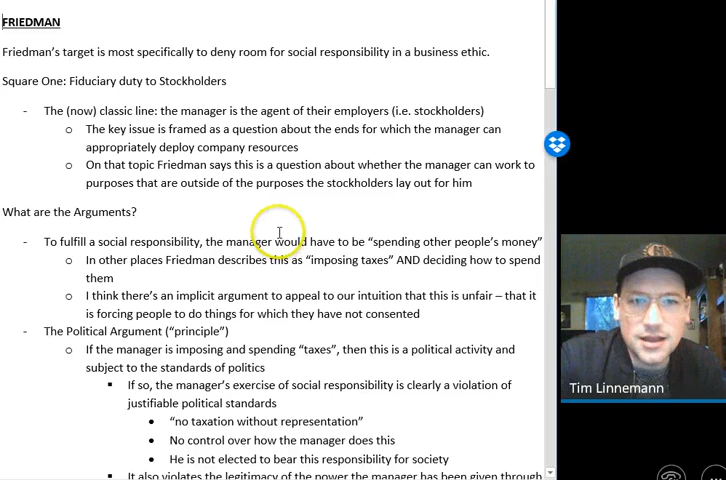 FRIEDMAN
Friedman's target is most specifically to deny room for social responsibility in a business ethic.
Square One: Fiduciary duty to Stockholders
- The (now) classic line: the manager is the agent of their employers (i.e. stockholders)
o The key issue is framed as a question about the ends for which the manager can
appropriately deploy company resources
o On that topic Friedman says this is a question about whether the manager can work to
purposes that are outside of the purposes the stockholders lay out for him
What are the Arguments?
- To fulfill a social responsibility, the manager would have to be “spending other people's money”
o In other places Friedman describes this as “imposing taxes” AND deciding how to spend
them
o I think there's an implicit argument to appeal to our intuition that this is unfair – that it
is forcing people to do things for which they have not consented
- The Political Argument (“principle”)
o If the manager is imposing and spending “taxes”, then this is a political activity and
subject to the standards of politics
▪ If so, the manager's exercise of social responsibility is clearly a violation of
justifiable political standards
• “no taxation without representation”
• No control over how the manager does this
• He is not elected to bear this responsibility for society
▪ It also violates the legitimacy of the power the manager has been given through
Tim Linnemann